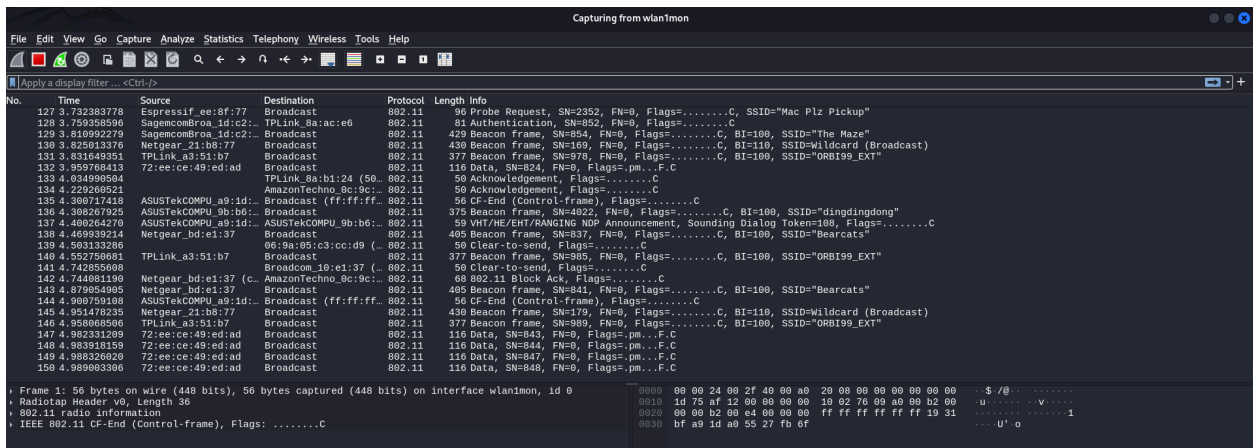 Capturing from wlan1mon
File Edit View Go Capture Analyze Statistics Telephony Wireless Tools Help
Apply a display filter … <Ctrl-/>
No. Time Source Destination Protocol Length Info
127 3.732383778 Espressif_ee:8f:77 Broadcast 802.11 96 Probe Request, SN=2352, FN=0, Flags=........C, SSID="Mac Plz Pickup"
128 3.759358596 SagemcomBroa_1d:c2:… TPLink_8a:ac:e6 802.11 81 Authentication, SN=852, FN=0, Flags=........C
129 3.810992279 SagemcomBroa_1d:c2:… Broadcast 802.11 429 Beacon frame, SN=854, FN=0, Flags=........C, BI=100, SSID="The Maze"
130 3.825013376 Netgear_21:b8:77 Broadcast 802.11 430 Beacon frame, SN=169, FN=0, Flags=........C, BI=110, SSID=Wildcard (Broadcast)
131 3.831649351 TPLink_a3:51:b7 Broadcast 802.11 377 Beacon frame, SN=978, FN=0, Flags=........C, BI=100, SSID="ORBI99_EXT"
132 3.959768413 72:ee:ce:49:ed:ad Broadcast 802.11 116 Data, SN=824, FN=0, Flags=.pm...F.C
133 4.034990504 TPLink_8a:b1:24 (50… 802.11 50 Acknowledgement, Flags=........C
134 4.229260521 AmazonTechno_0c:9c:… 802.11 50 Acknowledgement, Flags=........C
135 4.300717418 ASUSTekCOMPU_a9:1d:… Broadcast (ff:ff:ff… 802.11 56 CF-End (Control-frame), Flags=........C
136 4.308267925 ASUSTekCOMPU_9b:b6:… Broadcast 802.11 375 Beacon frame, SN=4022, FN=0, Flags=........C, BI=100, SSID="dingdingdong"
137 4.400264270 ASUSTekCOMPU_a9:1d:… ASUSTekCOMPU_9b:b6:… 802.11 59 VHT/HE/EHT/RANGING NDP Announcement, Sounding Dialog Token=108, Flags=........C
138 4.469939214 Netgear_bd:e1:37 Broadcast 802.11 405 Beacon frame, SN=837, FN=0, Flags=........C, BI=100, SSID="Bearcats"
139 4.503133286 06:9a:05:c3:cc:d9 (… 802.11 50 Clear-to-send, Flags=........C
140 4.552750681 TPLink_a3:51:b7 Broadcast 802.11 377 Beacon frame, SN=985, FN=0, Flags=........C, BI=100, SSID="ORBI99_EXT"
141 4.742855608 Broadcom_10:e1:37 (… 802.11 50 Clear-to-send, Flags=........C
142 4.744081190 Netgear_bd:e1:37 (c… AmazonTechno_0c:9c:… 802.11 68 802.11 Block Ack, Flags=........C
143 4.879054905 Netgear_bd:e1:37 Broadcast 802.11 405 Beacon frame, SN=841, FN=0, Flags=........C, BI=100, SSID="Bearcats"
144 4.900759108 ASUSTekCOMPU_a9:1d:… Broadcast (ff:ff:ff… 802.11 56 CF-End (Control-frame), Flags=........C
145 4.951478235 Netgear_21:b8:77 Broadcast 802.11 430 Beacon frame, SN=179, FN=0, Flags=........C, BI=110, SSID=Wildcard (Broadcast)
146 4.958068506 TPLink_a3:51:b7 Broadcast 802.11 377 Beacon frame, SN=989, FN=0, Flags=........C, BI=100, SSID="ORBI99_EXT"
147 4.982331209 72:ee:ce:49:ed:ad Broadcast 802.11 116 Data, SN=843, FN=0, Flags=.pm...F.C
148 4.983918159 72:ee:ce:49:ed:ad Broadcast 802.11 116 Data, SN=844, FN=0, Flags=.pm...F.C
149 4.988326020 72:ee:ce:49:ed:ad Broadcast 802.11 116 Data, SN=847, FN=0, Flags=.pm...F.C
150 4.989003306 72:ee:ce:49:ed:ad Broadcast 802.11 116 Data, SN=848, FN=0, Flags=.pm...F.C
Frame 1: 56 bytes on wire (448 bits), 56 bytes captured (448 bits) on interface wlan1mon, id 0
Radiotap Header v0, Length 36
802.11 radio information
IEEE 802.11 CF-End (Control-frame), Flags: ........C
0000 00 00 24 00 2f 40 00 a0 20 08 00 00 00 00 00 00 ··$·/@·· ········
0010 1d 75 af 12 00 00 00 00 10 02 76 09 a0 00 b2 00 ·u······ ··v·····
0020 00 00 b2 00 e4 00 00 00 ff ff ff ff ff ff 19 31 ········ ·······1
0030 bf a9 1d a0 55 27 fb 6f ····U'·o